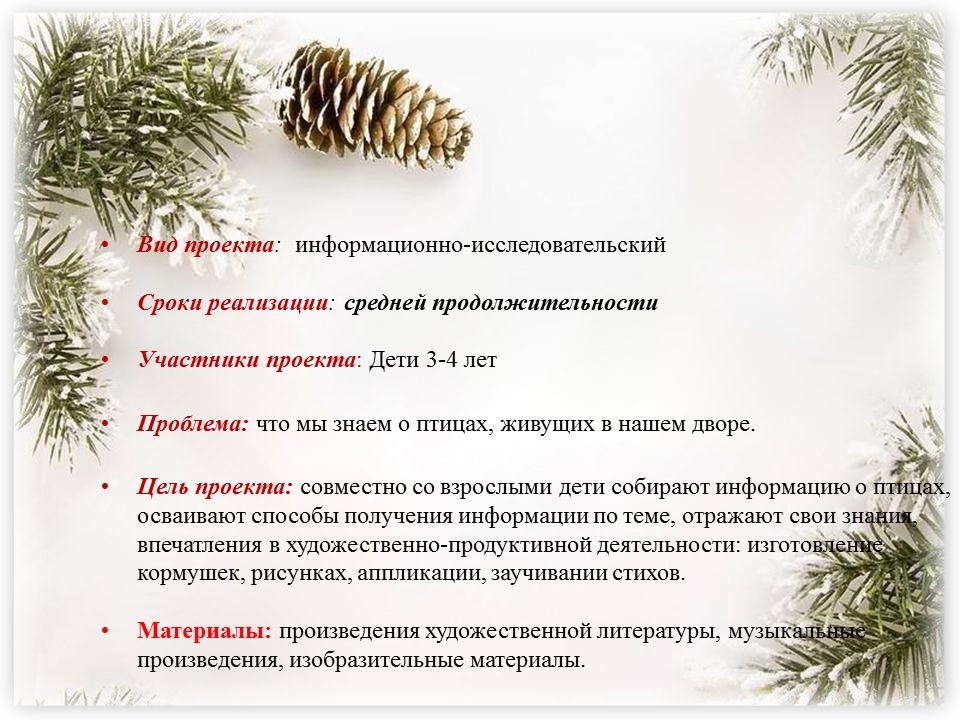 • Вид проекта: информационно-исследовательский
• Сроки реализации: средней продолжительности
• Участники проекта: Дети 3-4 лет
• Проблема: что мы знаем о птицах, живущих в нашем дворе.
• Цель проекта: совместно со взрослыми дети собирают информацию о птицах,
осваивают способы получения информации по теме, отражают свои знания,
впечатления в художественно-продуктивной деятельности: изготовление
кормушек, рисунках, аппликации, заучивании стихов.
• Материалы: произведения художественной литературы, музыкальные
произведения, изобразительные материалы.